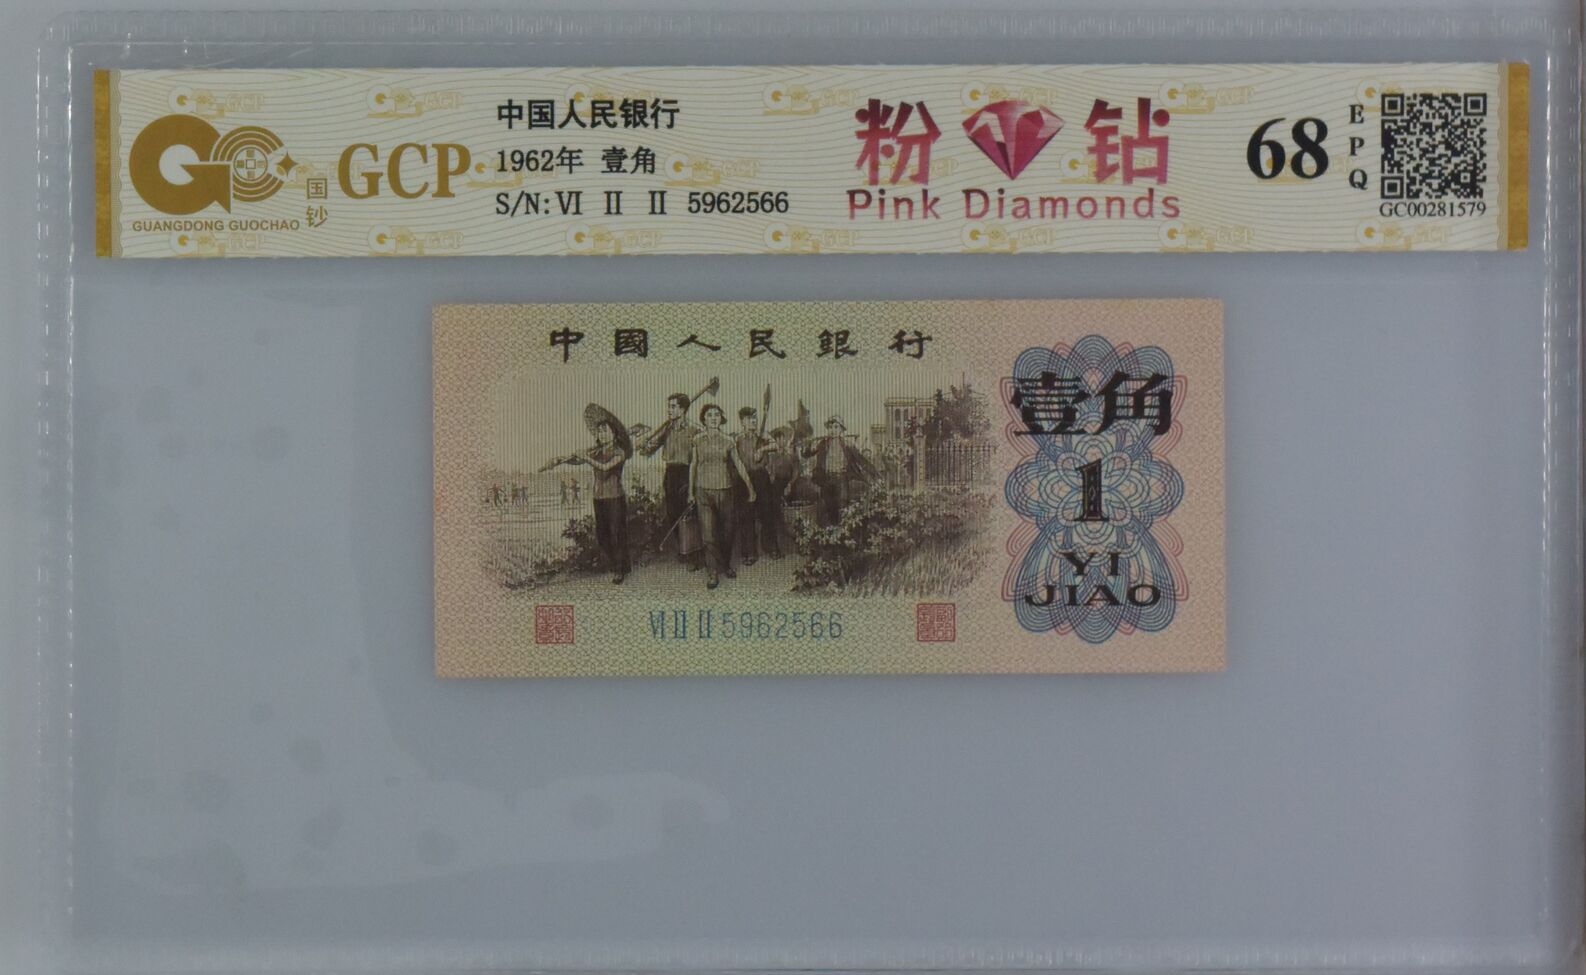 GCP
国钞
GUANGDONG GUOCHAO
中国人民银行
1962年 壹角
S/N: VI II II 5962566
粉钻
Pink Diamonds
68
EPQ
GC00281579
中國人民銀行
壹角
1
YI
JIAO
VI II II 5962566